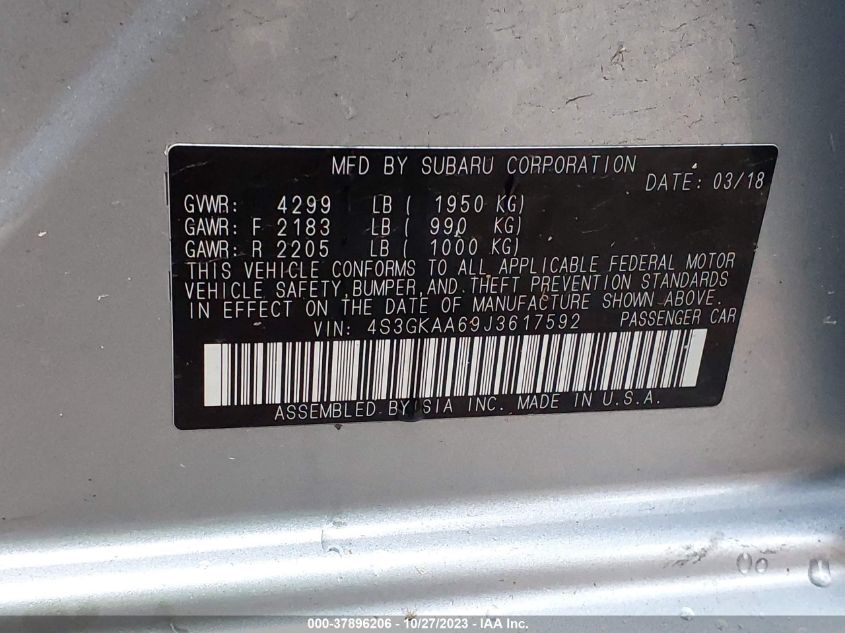 MFD BY SUBARU CORPORATION
DATE: 03/18
GVWR: 4299 LB ( 1950 KG)
GAWR: F 2183 LB ( 990 KG)
GAWR: R 2205 LB ( 1000 KG)
THIS VEHICLE CONFORMS TO ALL APPLICABLE FEDERAL MOTOR
VEHICLE SAFETY, BUMPER, AND THEFT PREVENTION STANDARDS
IN EFFECT ON THE DATE OF MANUFACTURE SHOWN ABOVE.
VIN: 4S3GKAA69J3617592 PASSENGER CAR
ASSEMBLED BY SIA INC. MADE IN U.S.A.
000-37896206 - 10/27/2023 - IAA Inc.